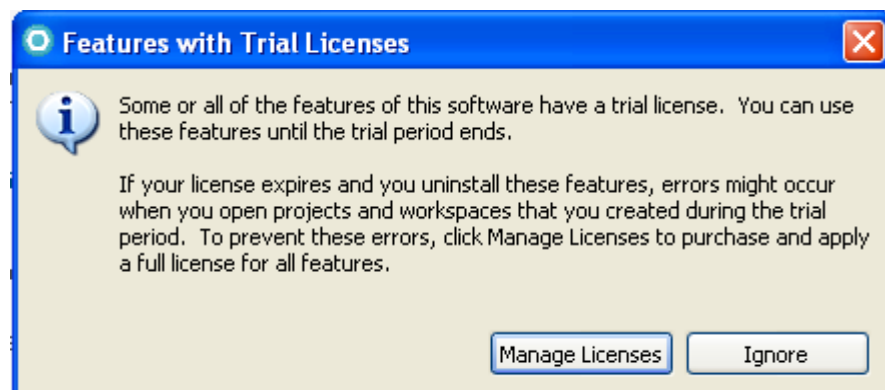 Features with Trial Licenses
Some or all of the features of this software have a trial license.  You can use
these features until the trial period ends.
If your license expires and you uninstall these features, errors might occur
when you open projects and workspaces that you created during the trial
period.  To prevent these errors, click Manage Licenses to purchase and apply
a full license for all features.
Manage Licenses
Ignore